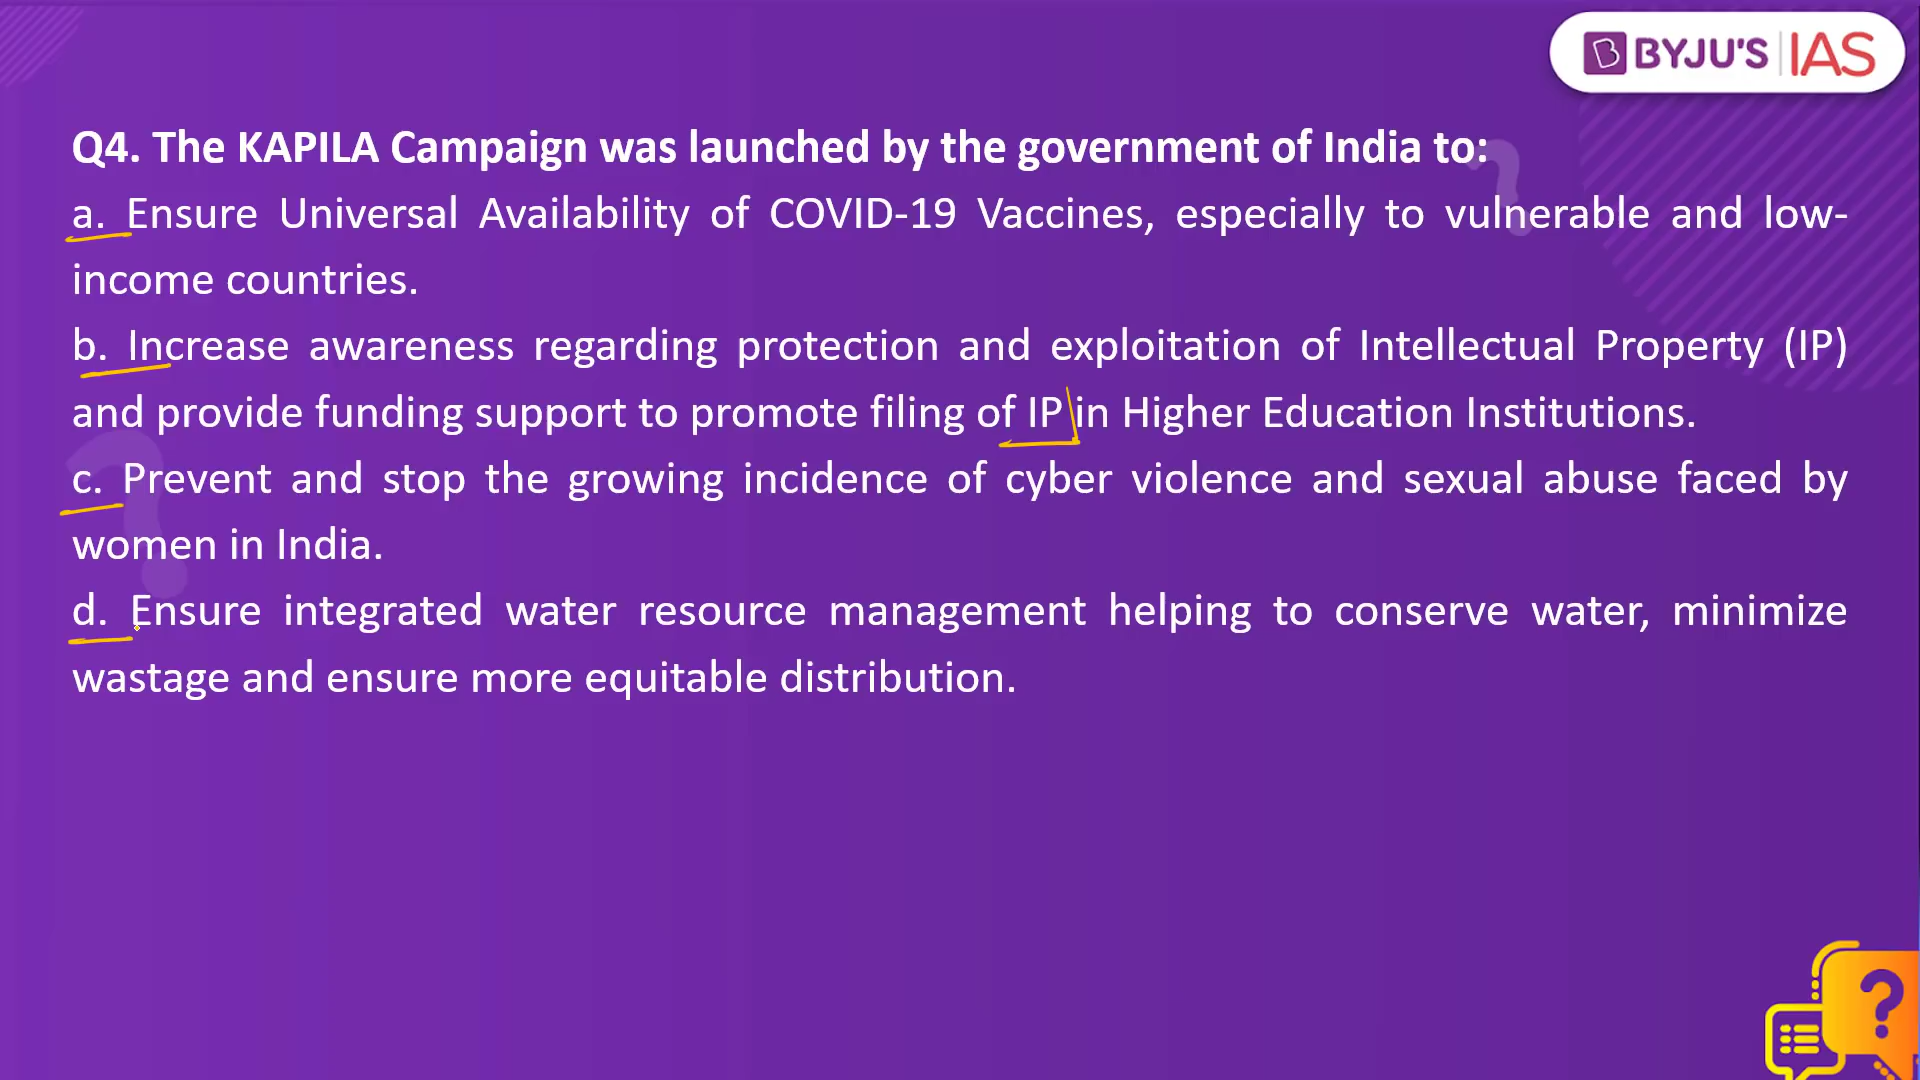 BYJU'S IAS
Q4. The KAPILA Campaign was launched by the government of India to:
a. Ensure Universal Availability of COVID-19 Vaccines, especially to vulnerable and low-
income countries.
b. Increase awareness regarding protection and exploitation of Intellectual Property (IP)
and provide funding support to promote filing of IP in Higher Education Institutions.
c. Prevent and stop the growing incidence of cyber violence and sexual abuse faced by
women in India.
d. Ensure integrated water resource management helping to conserve water, minimize
wastage and ensure more equitable distribution.